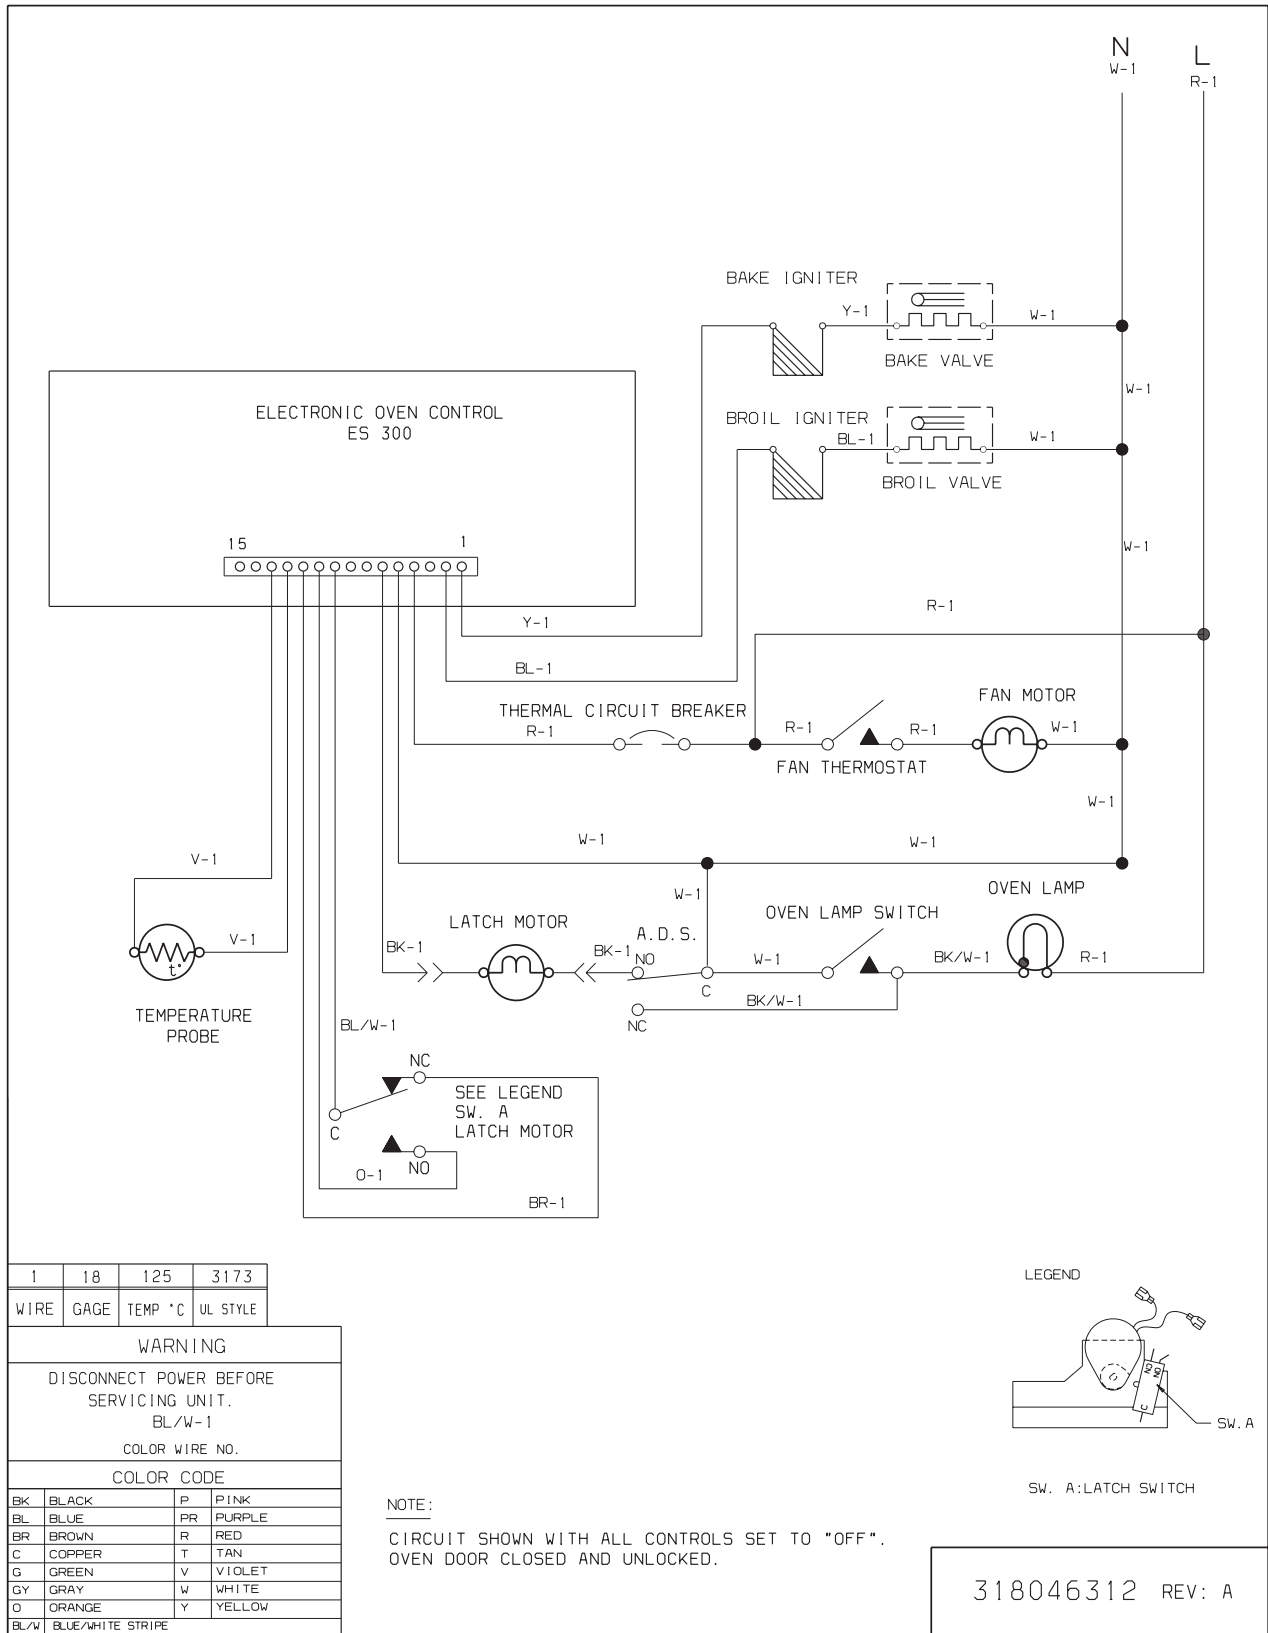 N
W-1
L
R-1
BAKE IGNITER
Y-1
W-1
BAKE VALVE
W-1
ELECTRONIC OVEN CONTROL
ES 300
BROIL IGNITER
BL-1
W-1
BROIL VALVE
15
1
W-1
R-1
Y-1
BL-1
FAN MOTOR
THERMAL CIRCUIT BREAKER
R-1
R-1
R-1
W-1
FAN THERMOSTAT
W-1
W-1
W-1
V-1
W-1
OVEN LAMP
LATCH MOTOR
A.D.S.
OVEN LAMP SWITCH
V-1
BK-1
BK-1
NO
W-1
BK/W-1
R-1
t°
C
BK/W-1
NC
TEMPERATURE
PROBE
BL/W-1
NC
SEE LEGEND
SW. A
LATCH MOTOR
C
NO
O-1
BR-1
1 18 125 3173
WIRE GAGE TEMP °C UL STYLE
WARNING
DISCONNECT POWER BEFORE
SERVICING UNIT.
BL/W-1
COLOR WIRE NO.
COLOR CODE
BK BLACK P PINK
BL BLUE PR PURPLE
BR BROWN R RED
C COPPER T TAN
G GREEN V VIOLET
GY GRAY W WHITE
O ORANGE Y YELLOW
BL/W BLUE/WHITE STRIPE
NOTE:
CIRCUIT SHOWN WITH ALL CONTROLS SET TO "OFF".
OVEN DOOR CLOSED AND UNLOCKED.
LEGEND
C
SW.A
SW. A:LATCH SWITCH
318046312 REV: A